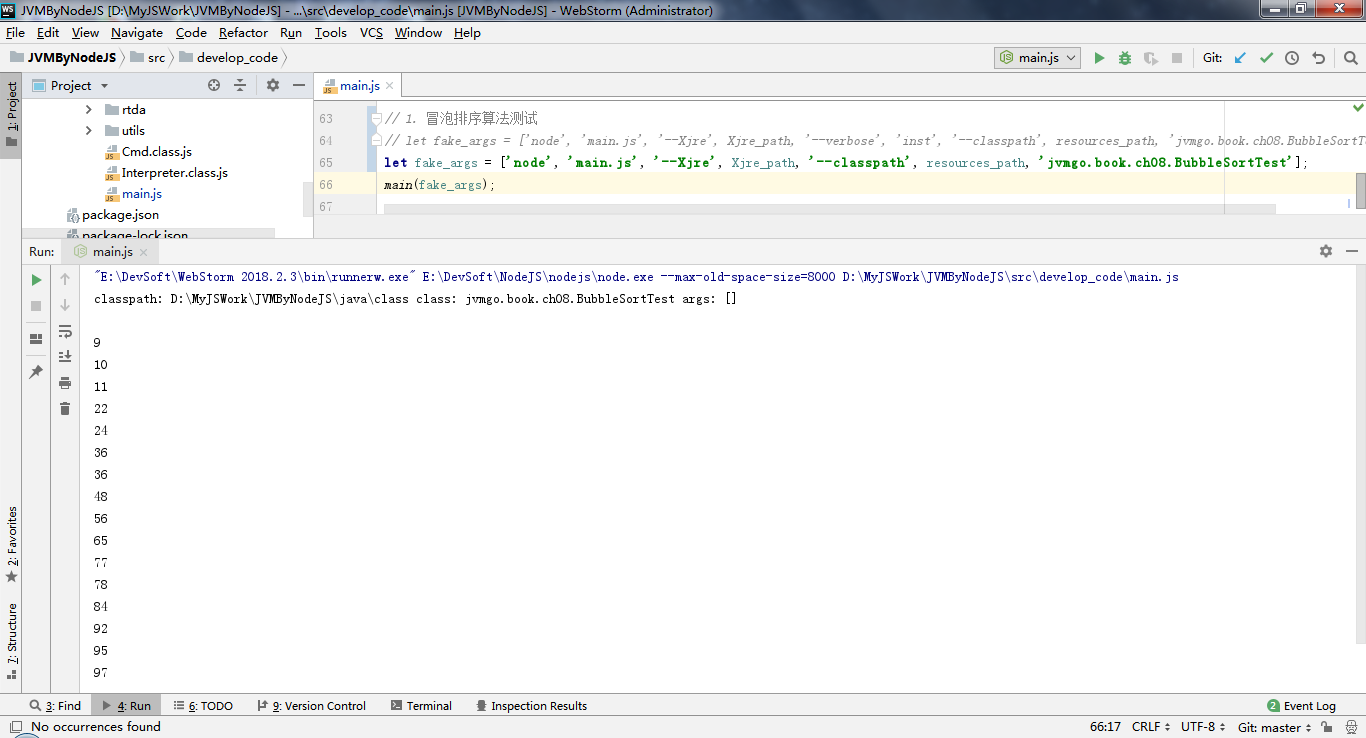 JVMByNodeJS [D:\MyJSWork\JVMByNodeJS] - ...\src\develop_code\main.js [JVMByNodeJS] - WebStorm (Administrator)
File Edit View Navigate Code Refactor Run Tools VCS Window Help
JVMByNodeJS src develop_code main.js Git:
1: Project
Project
rtda
utils
Cmd.class.js
Interpreter.class.js
main.js
package.json
package-lock.json
main.js
63 // 1. 冒泡排序算法测试
64 // let fake_args = ['node', 'main.js', '--Xjre', Xjre_path, '--verbose', 'inst', '--classpath', resources_path, 'jvmgo.book.ch08.BubbleSortT
65 let fake_args = ['node', 'main.js', '--Xjre', Xjre_path, '--classpath', resources_path, 'jvmgo.book.ch08.BubbleSortTest'];
66 main(fake_args);
67
Run: main.js
"E:\DevSoft\WebStorm 2018.2.3\bin\runnerw.exe" E:\DevSoft\NodeJS\nodejs\node.exe --max-old-space-size=8000 D:\MyJSWork\JVMByNodeJS\src\develop_code\main.js
classpath: D:\MyJSWork\JVMByNodeJS\java\class class: jvmgo.book.ch08.BubbleSortTest args: []
9
10
11
22
24
36
36
48
56
65
77
78
84
92
95
97
2: Favorites
7: Structure
3: Find 4: Run 6: TODO 9: Version Control Terminal Inspection Results 2 Event Log
No occurrences found 66:17 CRLF UTF-8 Git: master